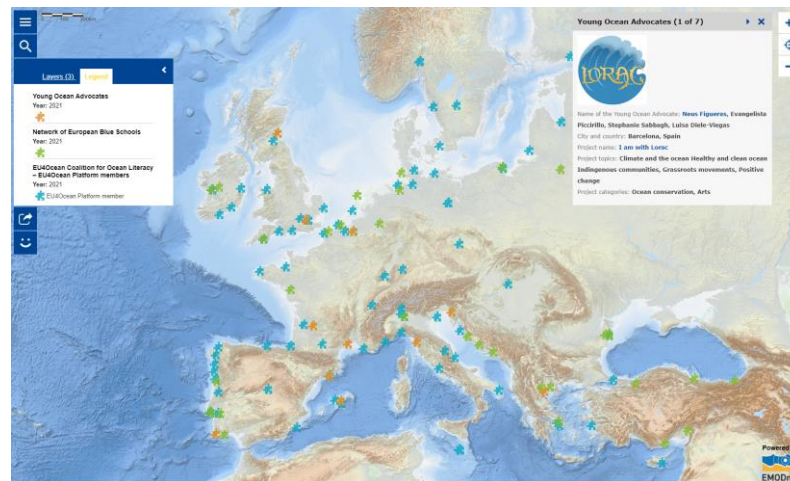 Layers (3)
Legend
Young Ocean Advocates
Year: 2021
Network of European Blue Schools
Year: 2021
EU4Ocean Coalition for Ocean Literacy
– EU4Ocean Platform members
Year: 2021
EU4Ocean Platform member
Young Ocean Advocates (1 of 7)
LORAC
Name of the Young Ocean Advocate: Neus Figueras, Evangelista
Piccirillo, Stephanie Sabbagh, Luisa Diele-Viegas
City and country: Barcelona, Spain
Project name: I am with Lorac
Project topics: Climate and the ocean Healthy and clean ocean
Indingenous communities, Grassroots movements, Positive
change
Project categories: Ocean conservation, Arts
Powered
EMODn